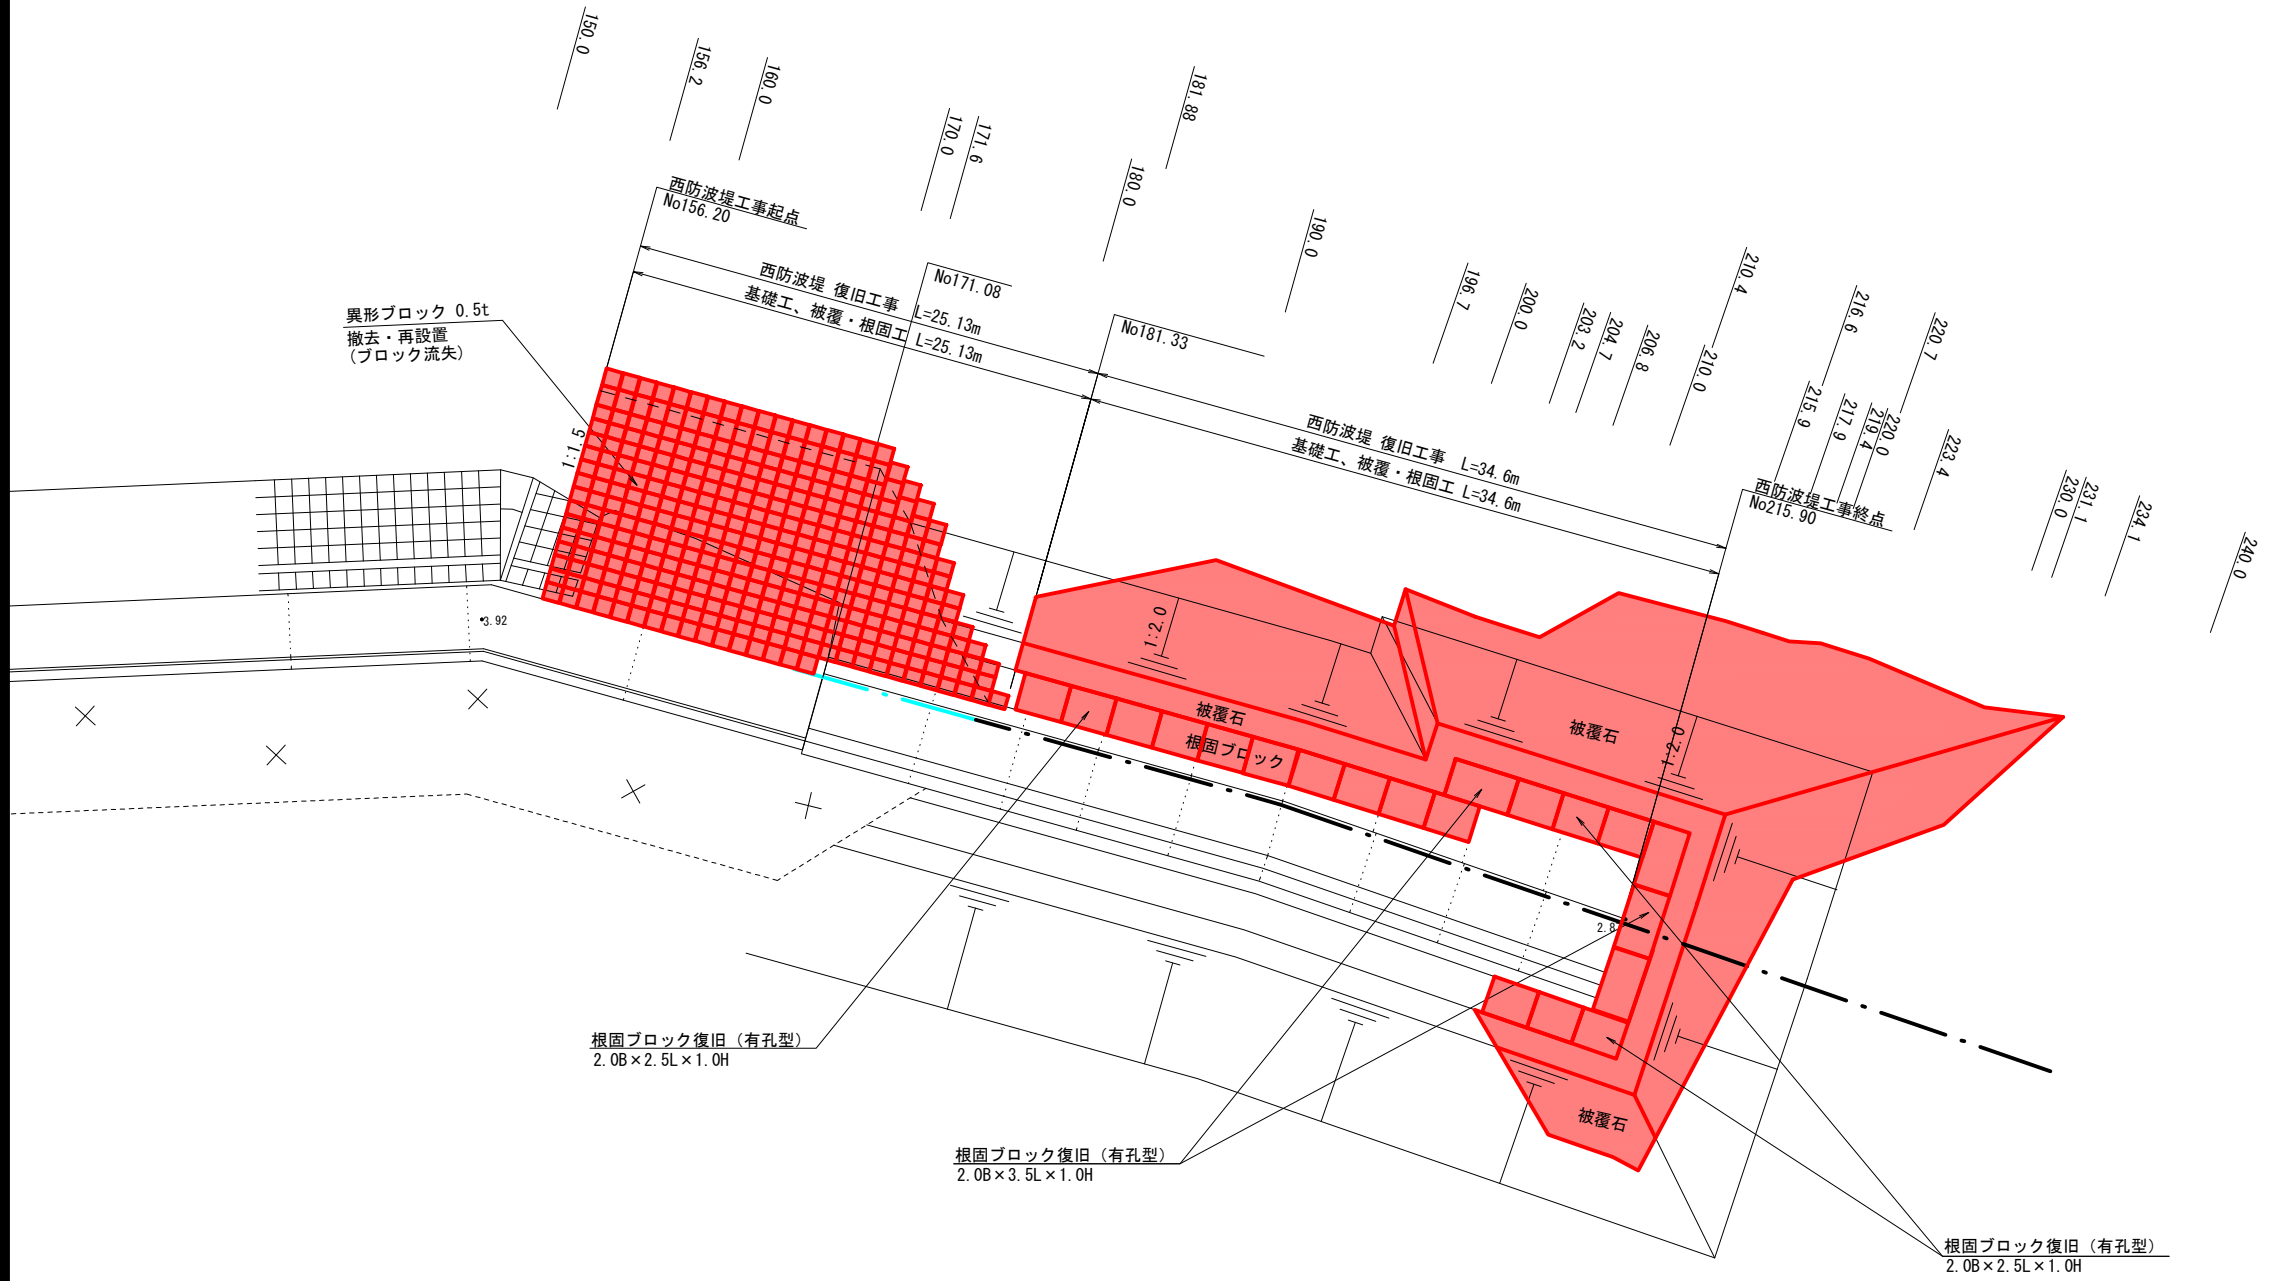 150.0
156.2
160.0
170.0
171.6
181.88
180.0
190.0
196.7
200.0
203.2
204.7
206.8
210.0
210.4
216.6
215.9
217.9
219.4
220.0
220.7
223.4
230.0
231.1
234.1
240.0
西防波堤工事起点
No156.20
西防波堤 復旧工事 L=25.13m
基礎工、被覆・根固工 L=25.13m
No171.08
No181.33
異形ブロック 0.5t
撤去・再設置
(ブロック流失)
1:1.5
西防波堤 復旧工事 L=34.6m
基礎工、被覆・根固工 L=34.6m
西防波堤工事終点
No215.90
3.92
1:2.0
被覆石
根固ブロック
被覆石
1:2.0
2.8
根固ブロック復旧(有孔型)
2.0B×2.5L×1.0H
被覆石
根固ブロック復旧(有孔型)
2.0B×3.5L×1.0H
根固ブロック復旧(有孔型)
2.0B×2.5L×1.0H